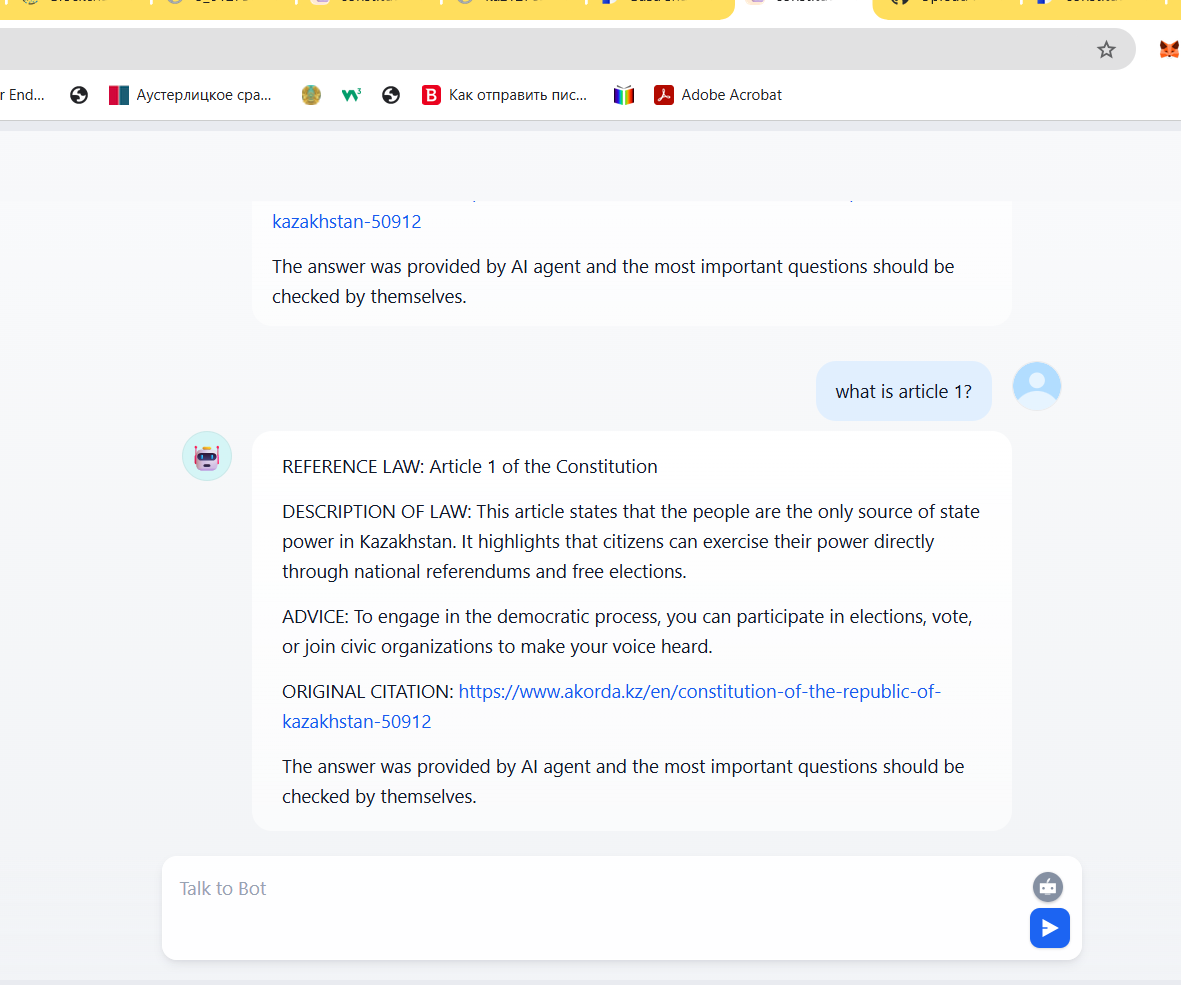 r End...
Аустерлицкое сра...
Как отправить пис...
Adobe Acrobat
kazakhstan-50912
The answer was provided by AI agent and the most important questions should be
checked by themselves.
what is article 1?
REFERENCE LAW: Article 1 of the Constitution
DESCRIPTION OF LAW: This article states that the people are the only source of state
power in Kazakhstan. It highlights that citizens can exercise their power directly
through national referendums and free elections.
ADVICE: To engage in the democratic process, you can participate in elections, vote,
or join civic organizations to make your voice heard.
ORIGINAL CITATION: https://www.akorda.kz/en/constitution-of-the-republic-of-
kazakhstan-50912
The answer was provided by AI agent and the most important questions should be
checked by themselves.
Talk to Bot